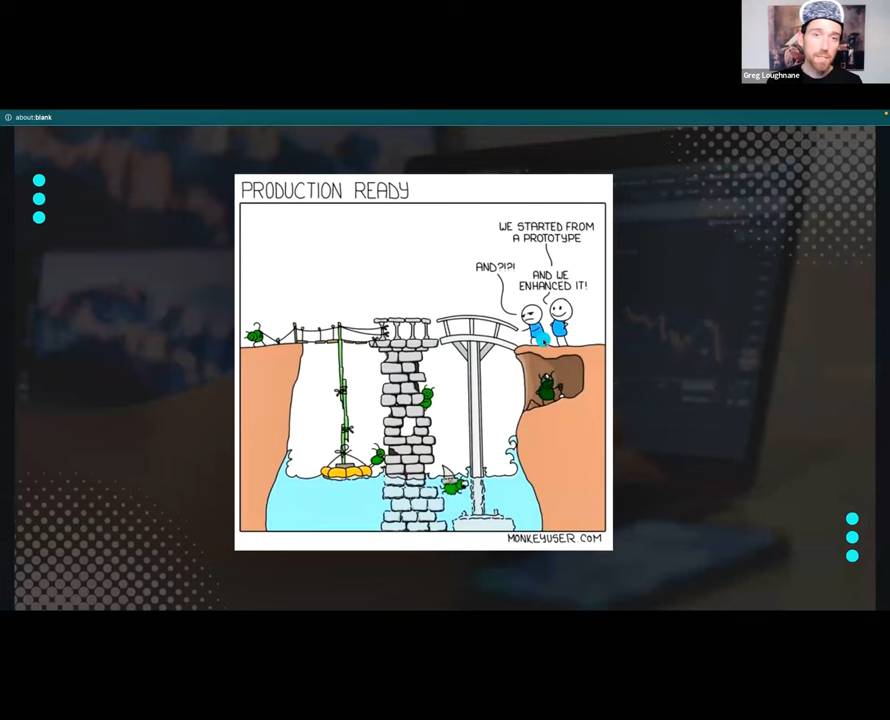 Greg Loughnane
about:blank
PRODUCTION READY
WE STARTED FROM
A PROTOTYPE
AND?!?!
AND WE
ENHANCED IT!
MONKEYUSER.COM